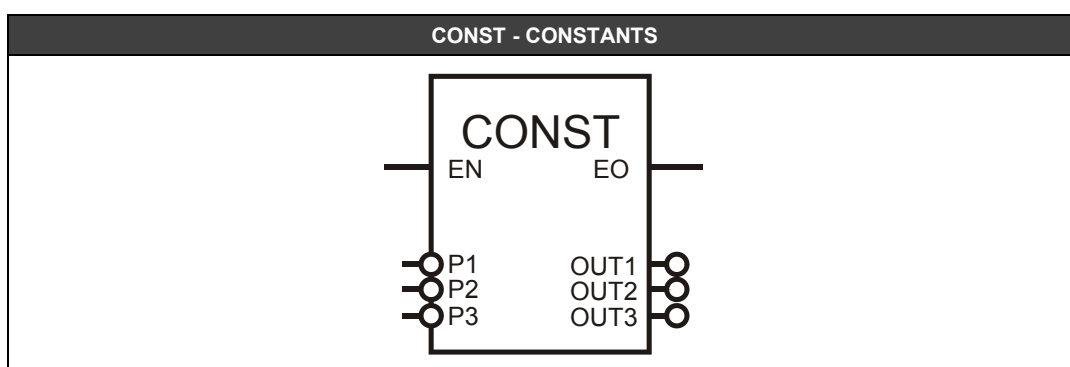 CONST - CONSTANTS
CONST
EN EO
P1 OUT1
P2 OUT2
P3 OUT3